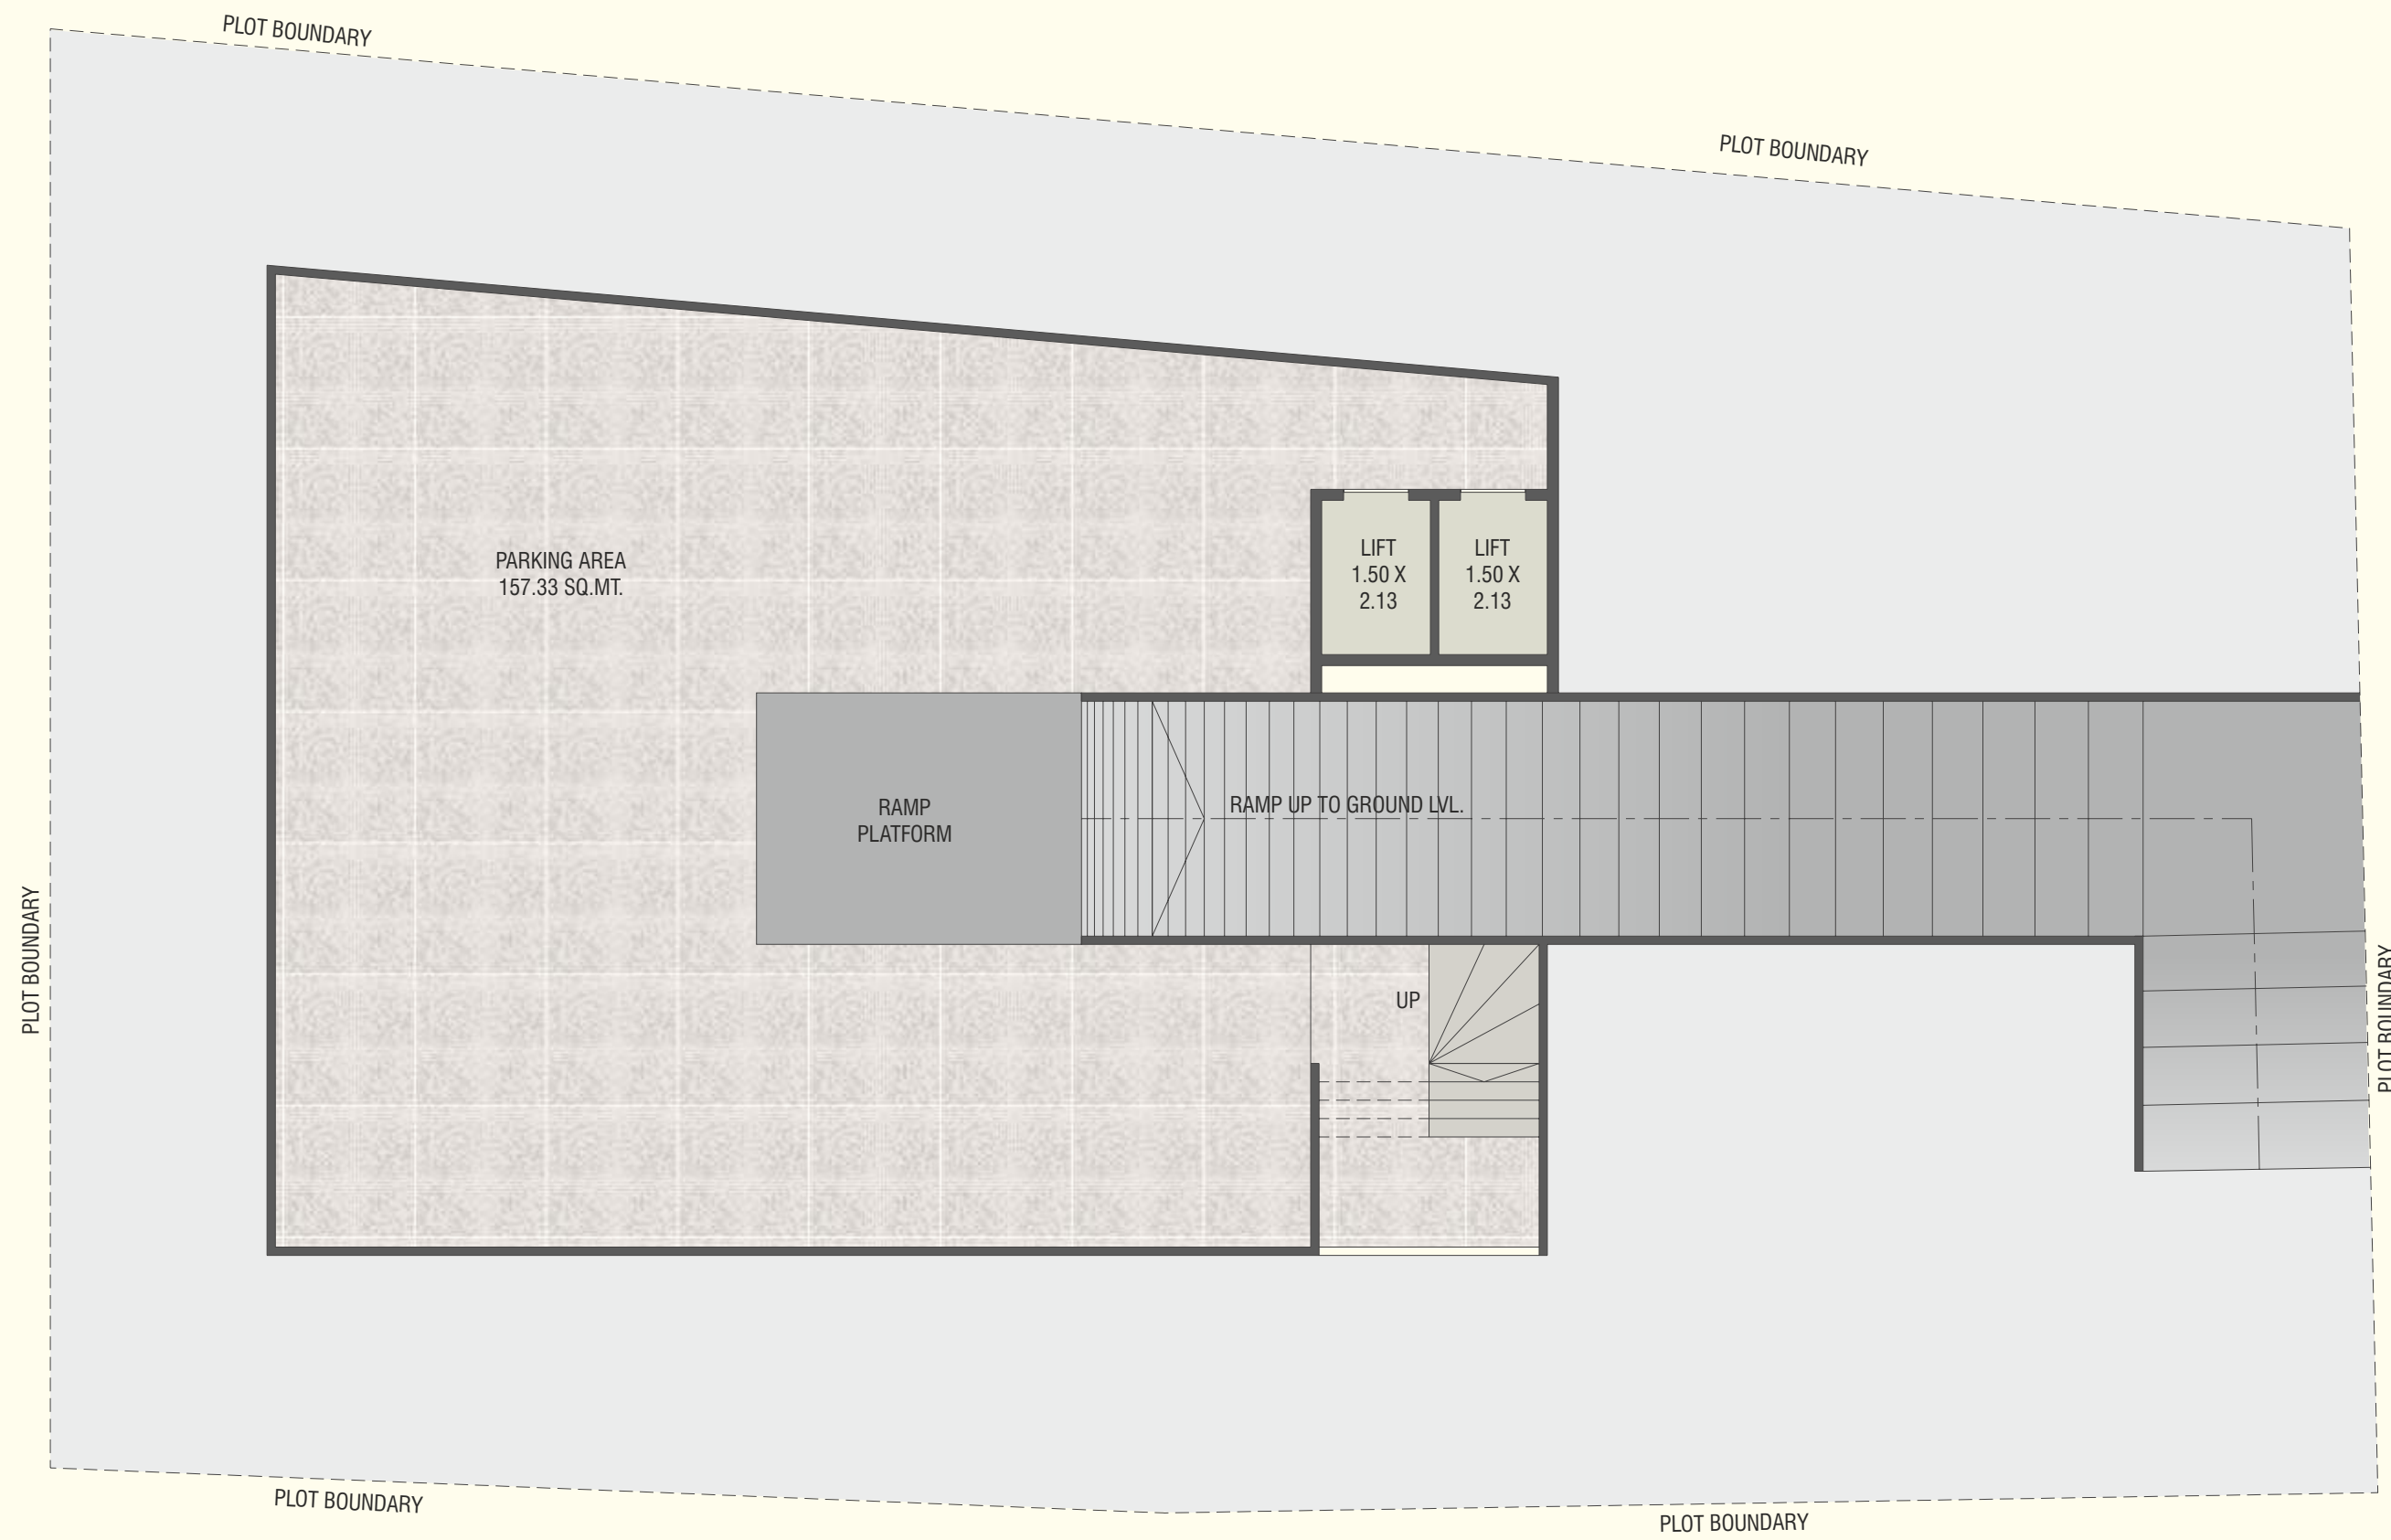 PLOT BOUNDARY
PLOT BOUNDARY
PARKING AREA
157.33 SQ.MT.
LIFT
1.50 X
2.13
LIFT
1.50 X
2.13
RAMP
PLATFORM
RAMP UP TO GROUND LVL.
PLOT BOUNDARY
UP
PLOT BOUNDARY
PLOT BOUNDARY
PLOT BOUNDARY